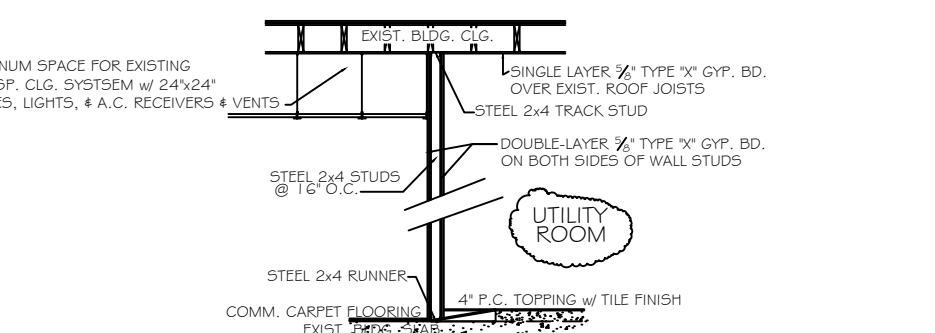 EXIST. BLDG. CLG.
NUM SPACE FOR EXISTING
SP. CLG. SYSTSEM w/ 24"x24"
ES, LIGHTS, & A.C. RECEIVERS & VENTS
SINGLE LAYER 5/8" TYPE "X" GYP. BD.
OVER EXIST. ROOF JOISTS
STEEL 2x4 TRACK STUD
DOUBLE-LAYER 5/8" TYPE "X" GYP. BD.
ON BOTH SIDES OF WALL STUDS
STEEL 2x4 STUDS
@ 16" O.C.
UTILITY
ROOM
STEEL 2x4 RUNNER
4" P.C. TOPPING w/ TILE FINISH
COMM. CARPET FLOORING
EXIST. BLDG. SLAB